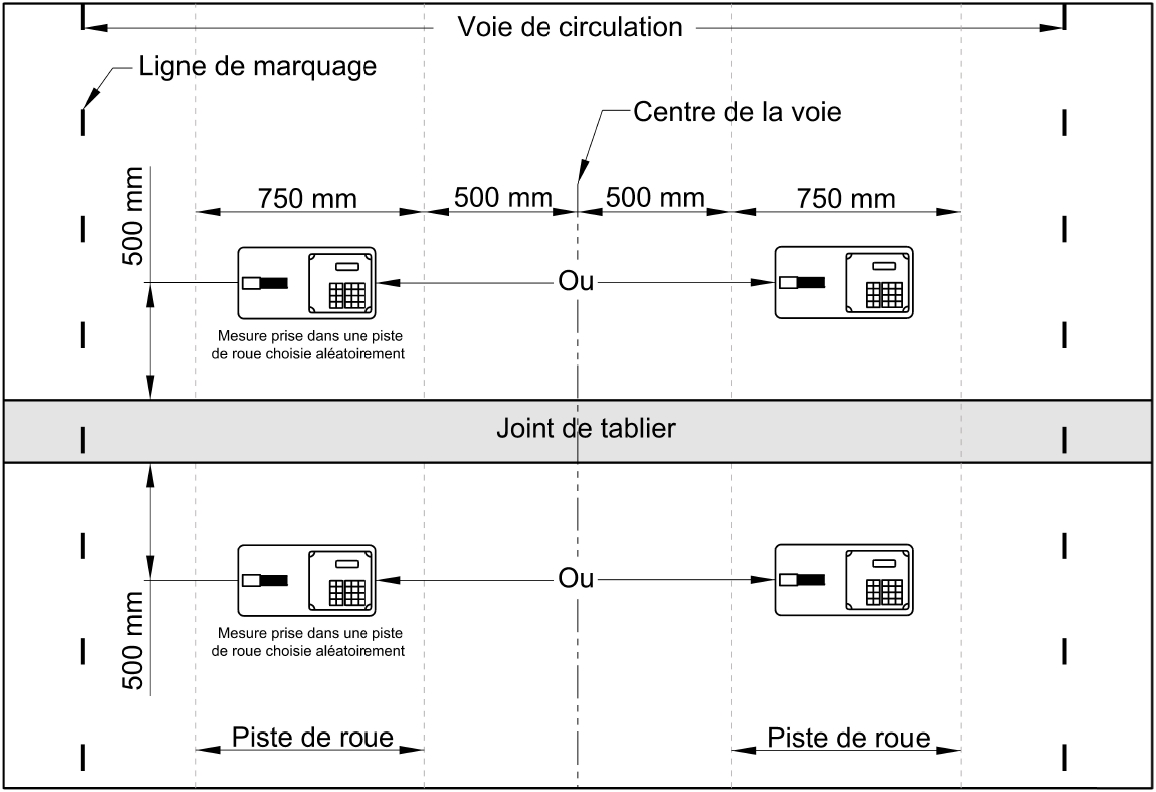 Voie de circulation
Ligne de marquage
Centre de la voie
500 mm
750 mm
500 mm
500 mm
750 mm
Ou
Mesure prise dans une piste
de roue choisie aléatoirement
Joint de tablier
Ou
500 mm
Mesure prise dans une piste
de roue choisie aléatoirement
Piste de roue
Piste de roue